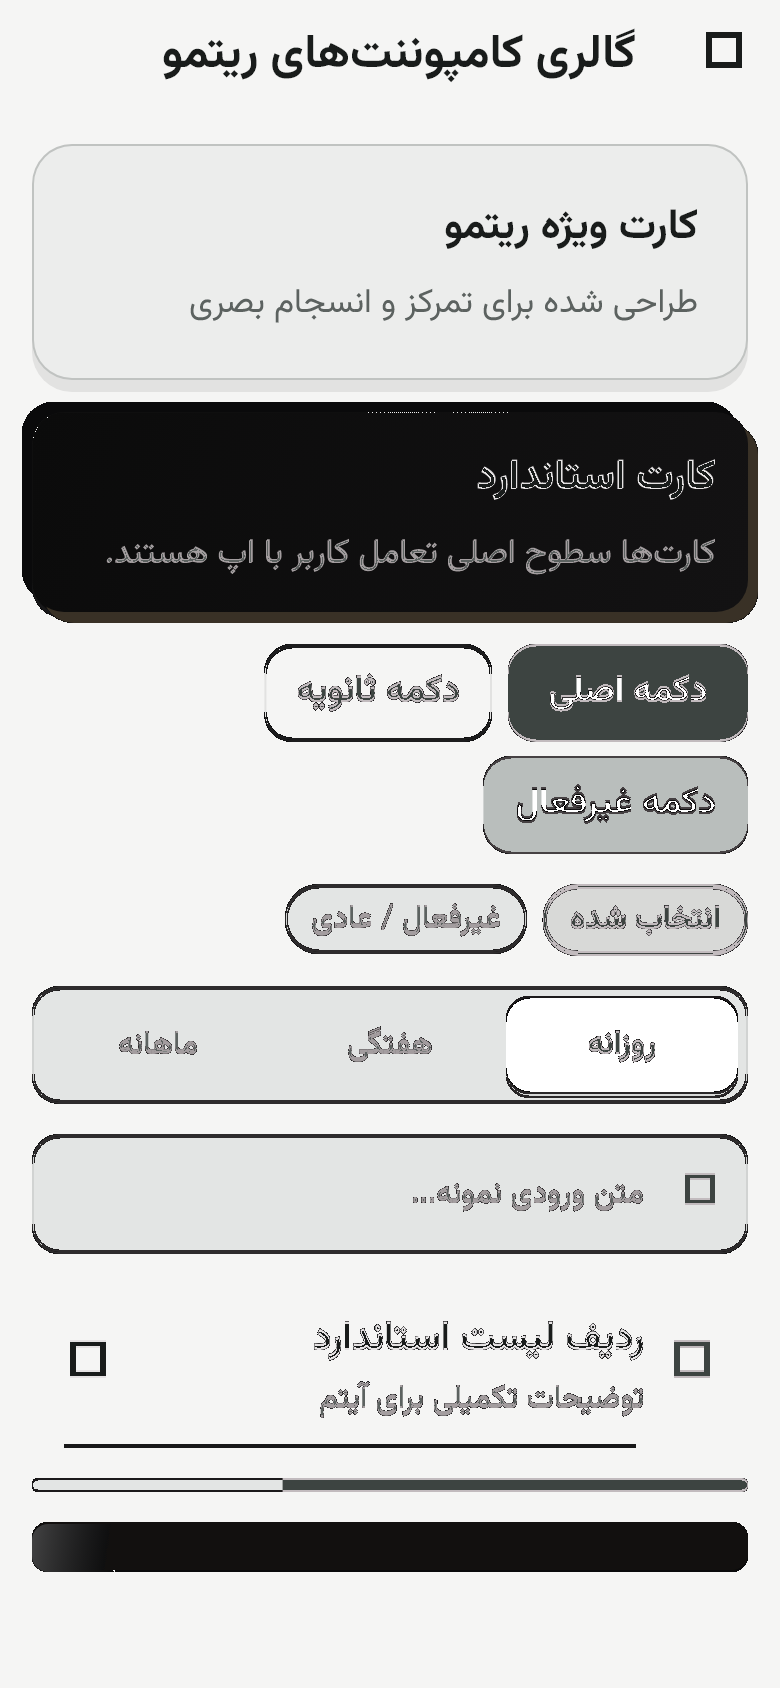 گالری کامپوننت‌های ریتمو
کارت ویژه ریتمو
طراحی شده برای تمرکز و انسجام بصری
کارت استاندارد
کارت‌ها سطوح اصلی تعامل کاربر با اپ هستند.
دکمه اصلی
دکمه ثانویه
دکمه غیرفعال
انتخاب شده
غیرفعال / عادی
روزانه
هفتگی
ماهانه
متن ورودی نمونه...
ردیف لیست استاندارد
توضیحات تکمیلی برای آیتم